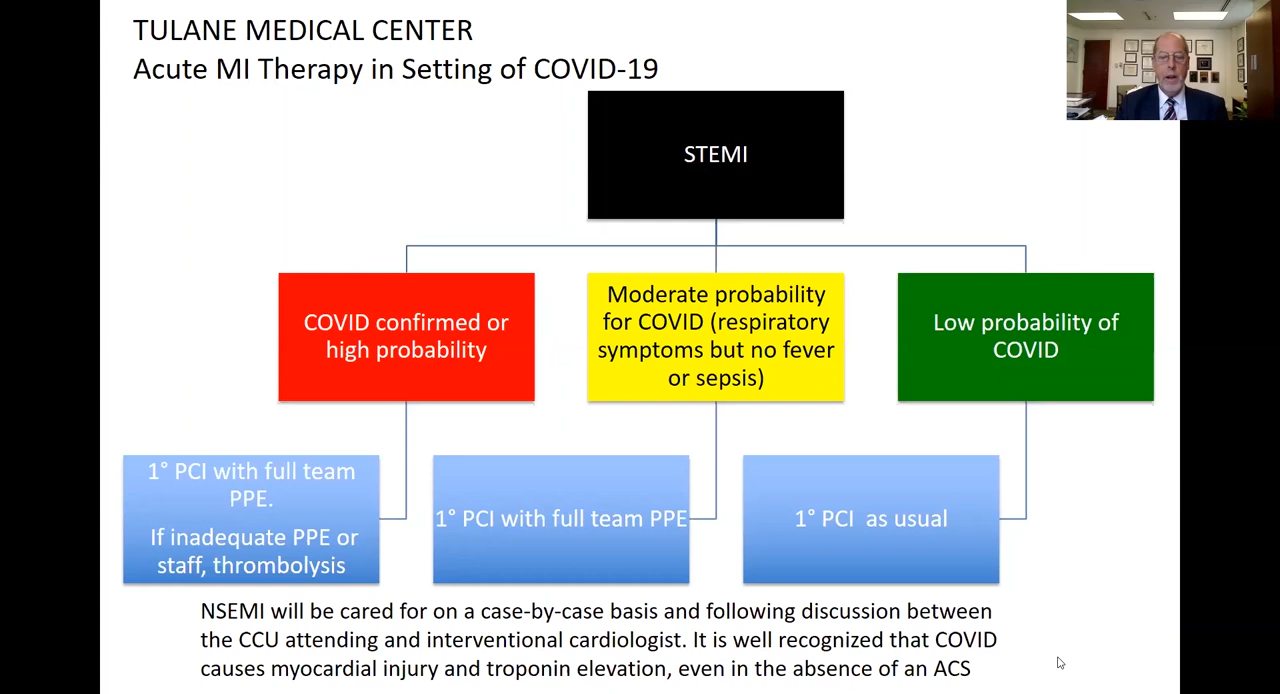 TULANE MEDICAL CENTER
Acute MI Therapy in Setting of COVID-19
STEMI
COVID confirmed or
high probability
Moderate probability
for COVID (respiratory
symptoms but no fever
or sepsis)
Low probability of
COVID
1° PCI with full team
PPE.
If inadequate PPE or
staff, thrombolysis
1° PCI with full team PPE
1° PCI  as usual
NSEMI will be cared for on a case-by-case basis and following discussion between
the CCU attending and interventional cardiologist. It is well recognized that COVID
causes myocardial injury and troponin elevation, even in the absence of an ACS